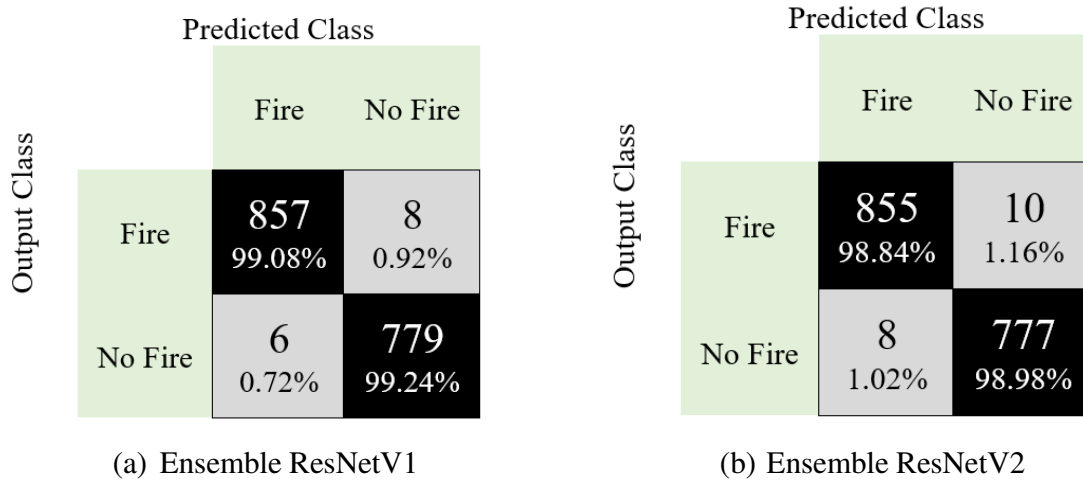 Predicted Class
Fire No Fire
Output Class
Fire 857 8
99.08% 0.92%
No Fire 6 779
0.72% 99.24%
(a) Ensemble ResNetV1
Predicted Class
Fire No Fire
Output Class
Fire 855 10
98.84% 1.16%
No Fire 8 777
1.02% 98.98%
(b) Ensemble ResNetV2